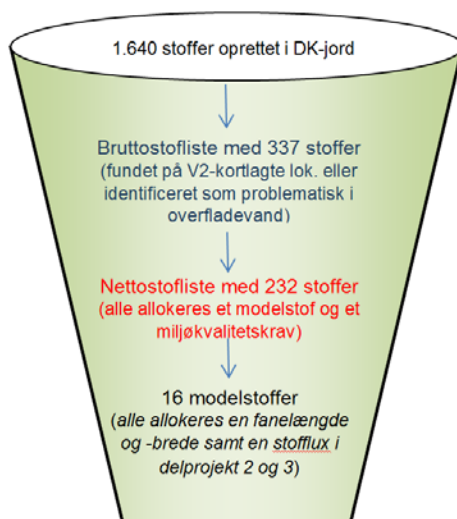 1.640 stoffer oprettet i DK-jord
Bruttostofliste med 337 stoffer
(fundet på V2-kortlagte lok. eller
identificeret som problematisk i
overfladevand)
Nettostofliste med 232 stoffer
(alle allokeres et modelstof og et
miljøkvalitetskrav)
16 modelstoffer
(alle allokeres en fanelængde
og -brede samt en stofflux i
delprojekt 2 og 3)